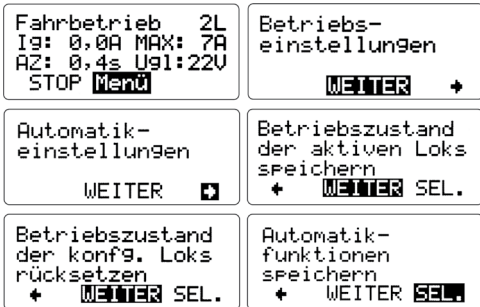 Fahrbetrieb 2L
Ig: 0,0A MAX: 7A
AZ: 0,4s Ugl:22V
STOP Menü
Betriebs-
einstellungen
WEITER →
Automatik-
einstellungen
WEITER →
Betriebszustand
der aktiven Loks
speichern
← WEITER SEL.
Betriebszustand
der konfg. Loks
rücksetzen
← WEITER SEL.
Automatik-
funktionen
speichern
← WEITER SEL.